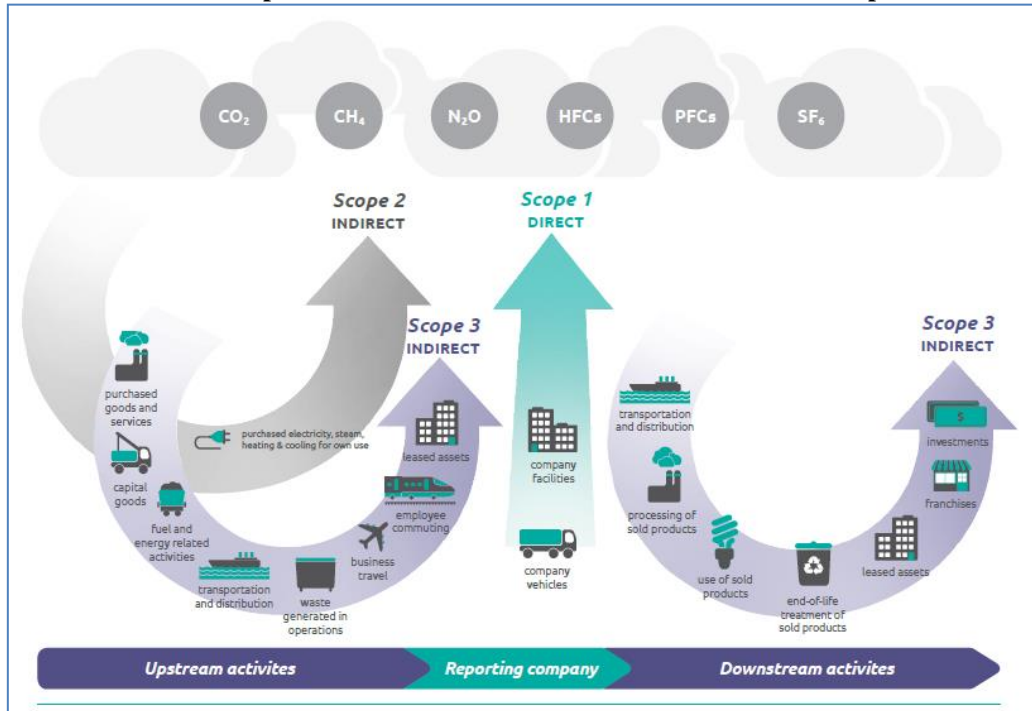 CO₂
CH₄
N₂O
HFCs
PFCs
SF₆
Scope 2
INDIRECT
Scope 1
DIRECT
Scope 3
INDIRECT
Scope 3
INDIRECT
purchased
goods and
services
capital
goods
fuel and
energy related
activities
transportation
and distribution
waste
generated in
operations
business
travel
employee
commuting
leased assets
purchased electricity, steam,
heating & cooling for own use
company
facilities
company
vehicles
transportation
and distribution
processing of
sold products
use of sold
products
end-of-life
treatment of
sold products
leased assets
franchises
$
investments
Upstream activites
Reporting company
Downstream activites